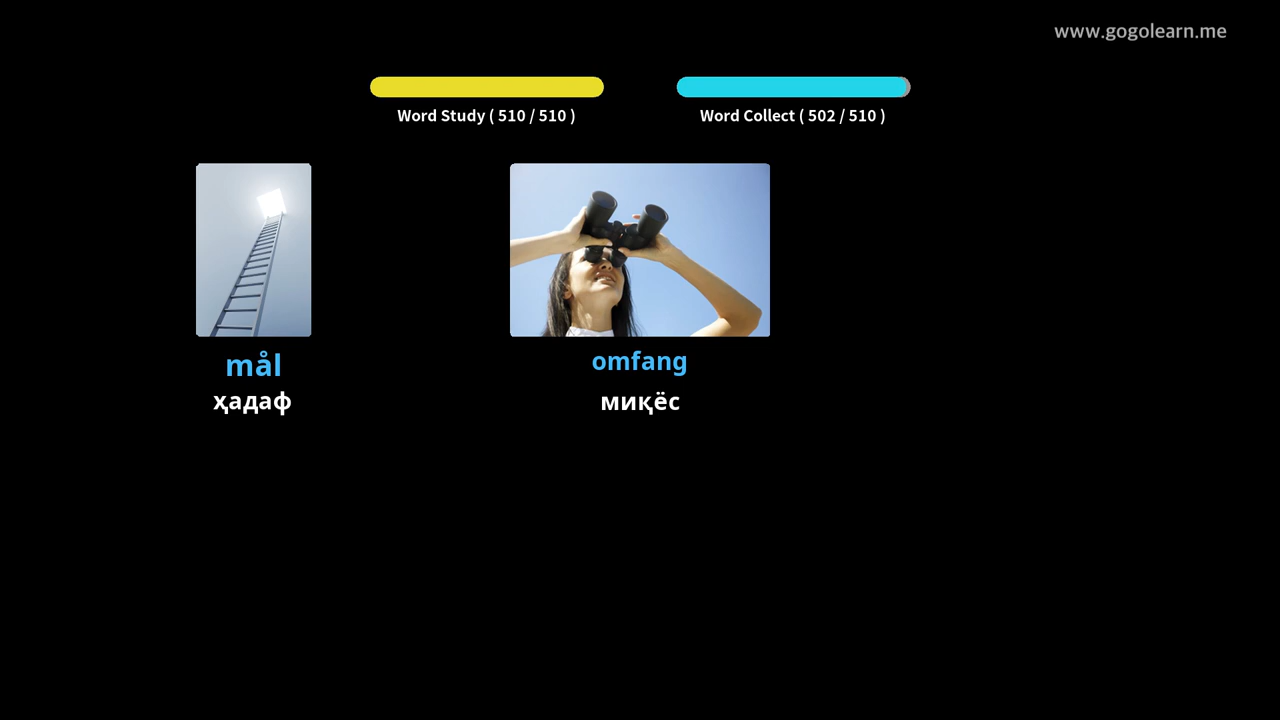 www.gogolearn.me
Word Study ( 510 / 510 )
Word Collect ( 502 / 510 )
mål
ҳадаф
omfang
миқёс